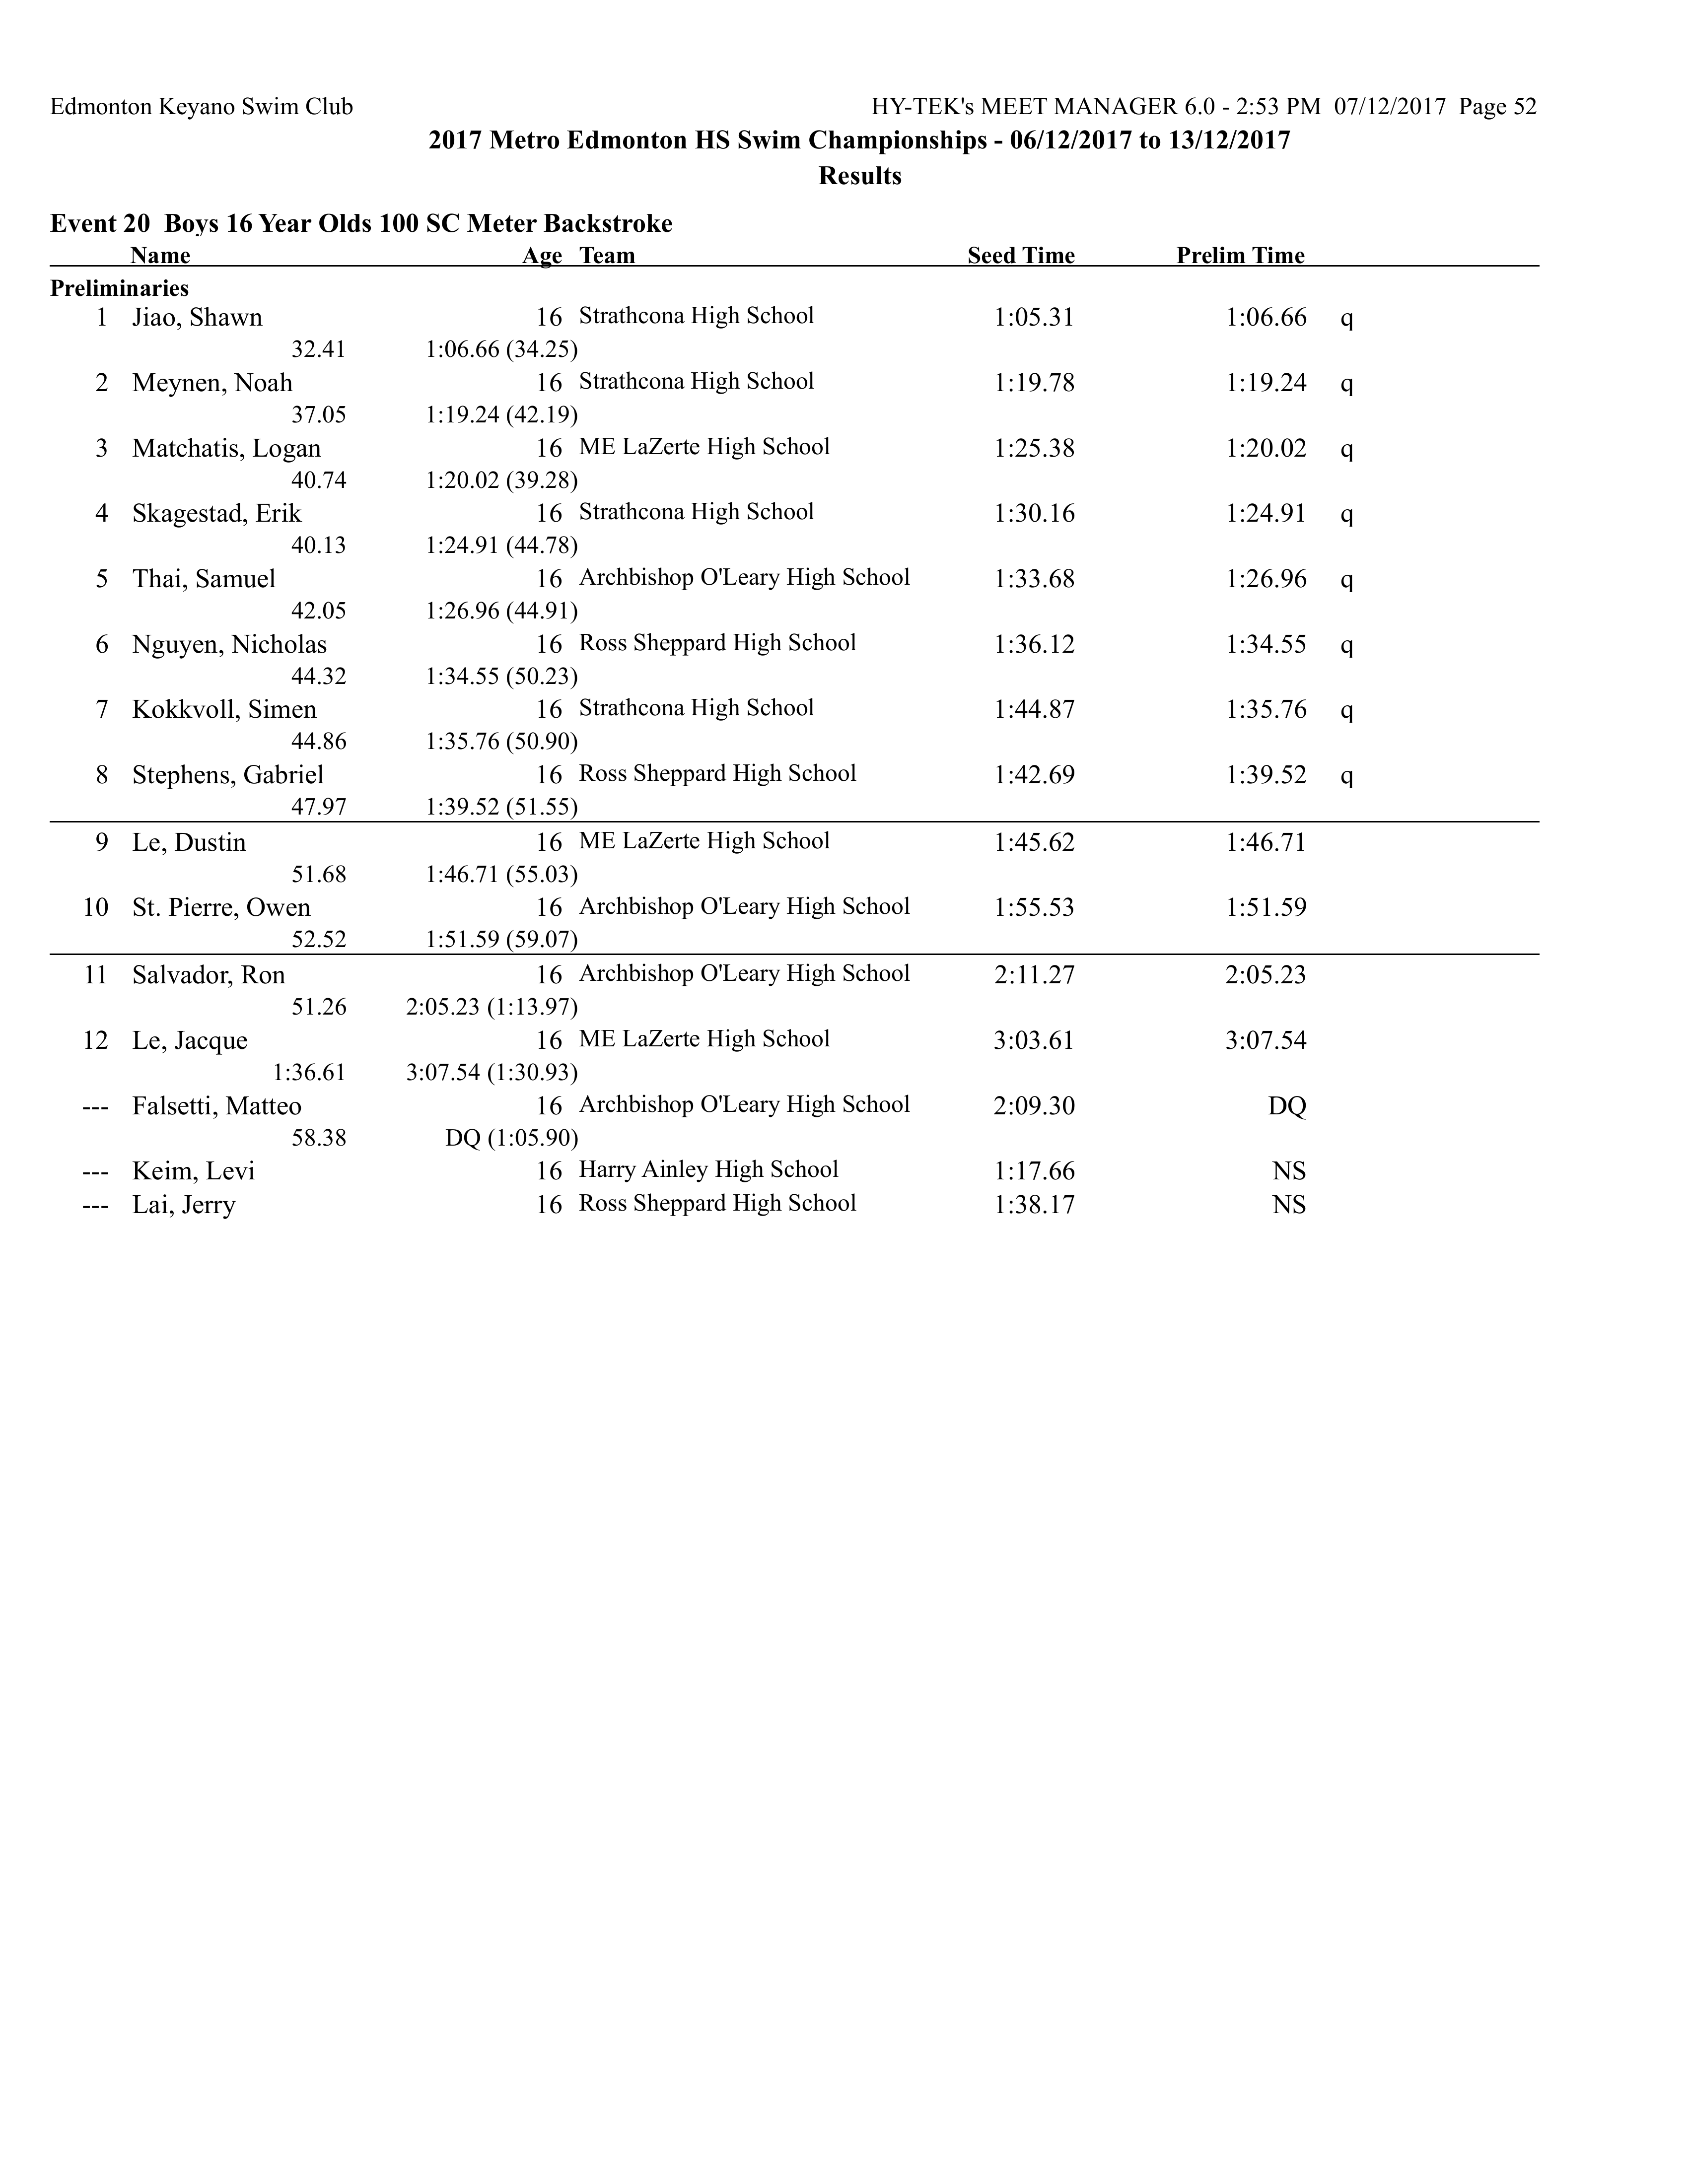 Edmonton Keyano Swim Club HY-TEK's MEET MANAGER 6.0 - 2:53 PM 07/12/2017 Page 52
2017 Metro Edmonton HS Swim Championships - 06/12/2017 to 13/12/2017
Results
Event 20 Boys 16 Year Olds 100 SC Meter Backstroke
Name Age Team Seed Time Prelim Time
Preliminaries
1 Jiao, Shawn 16 Strathcona High School 1:05.31 1:06.66 q
32.41 1:06.66 (34.25)
2 Meynen, Noah 16 Strathcona High School 1:19.78 1:19.24 q
37.05 1:19.24 (42.19)
3 Matchatis, Logan 16 ME LaZerte High School 1:25.38 1:20.02 q
40.74 1:20.02 (39.28)
4 Skagestad, Erik 16 Strathcona High School 1:30.16 1:24.91 q
40.13 1:24.91 (44.78)
5 Thai, Samuel 16 Archbishop O'Leary High School 1:33.68 1:26.96 q
42.05 1:26.96 (44.91)
6 Nguyen, Nicholas 16 Ross Sheppard High School 1:36.12 1:34.55 q
44.32 1:34.55 (50.23)
7 Kokkvoll, Simen 16 Strathcona High School 1:44.87 1:35.76 q
44.86 1:35.76 (50.90)
8 Stephens, Gabriel 16 Ross Sheppard High School 1:42.69 1:39.52 q
47.97 1:39.52 (51.55)
9 Le, Dustin 16 ME LaZerte High School 1:45.62 1:46.71
51.68 1:46.71 (55.03)
10 St. Pierre, Owen 16 Archbishop O'Leary High School 1:55.53 1:51.59
52.52 1:51.59 (59.07)
11 Salvador, Ron 16 Archbishop O'Leary High School 2:11.27 2:05.23
51.26 2:05.23 (1:13.97)
12 Le, Jacque 16 ME LaZerte High School 3:03.61 3:07.54
1:36.61 3:07.54 (1:30.93)
--- Falsetti, Matteo 16 Archbishop O'Leary High School 2:09.30 DQ
58.38 DQ (1:05.90)
--- Keim, Levi 16 Harry Ainley High School 1:17.66 NS
--- Lai, Jerry 16 Ross Sheppard High School 1:38.17 NS